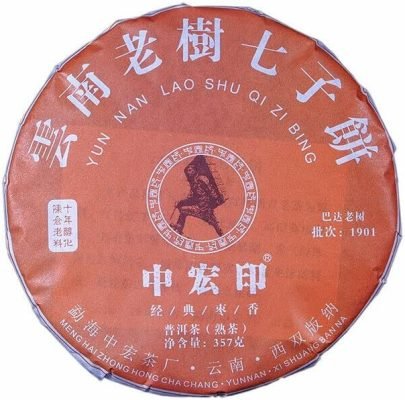 雲南老樹七子餅
YUN NAN LAO SHU QI ZI BING
十年醇化
陳倉老料
巴达老树
批次: 1901
中宏印®
经/典/枣/香
普洱茶（熟茶）
净含量: 357克
勐海中宏茶厂·云南·西双版纳
MENG HAI ZHONG HONG CHA CHANG · YUNNAN · XI SHUANG BAN NA